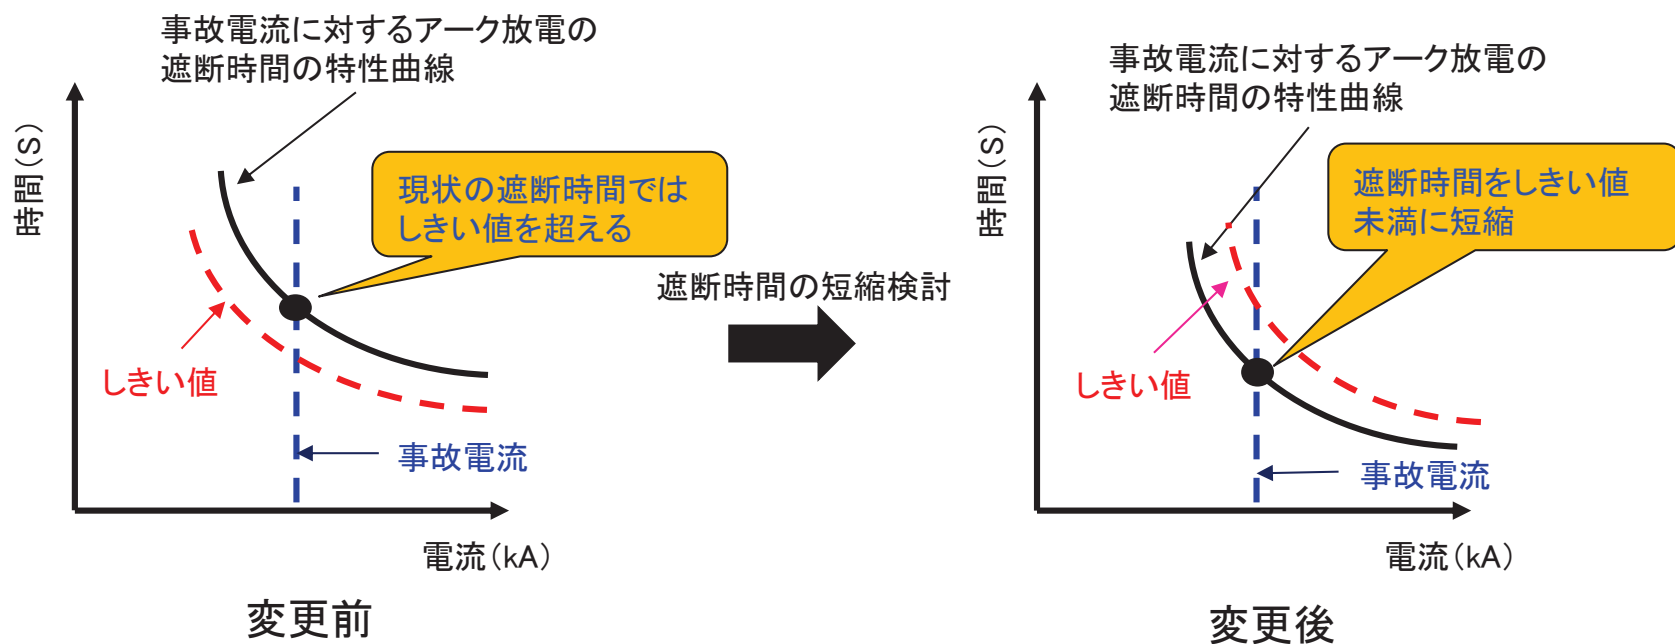 事故電流に対するアーク放電の
遮断時間の特性曲線
時間(S)
現状の遮断時間では
しきい値を超える
しきい値
事故電流
電流(kA)
変更前
遮断時間の短縮検討
事故電流に対するアーク放電の
遮断時間の特性曲線
時間(S)
遮断時間をしきい値
未満に短縮
しきい値
事故電流
電流(kA)
変更後